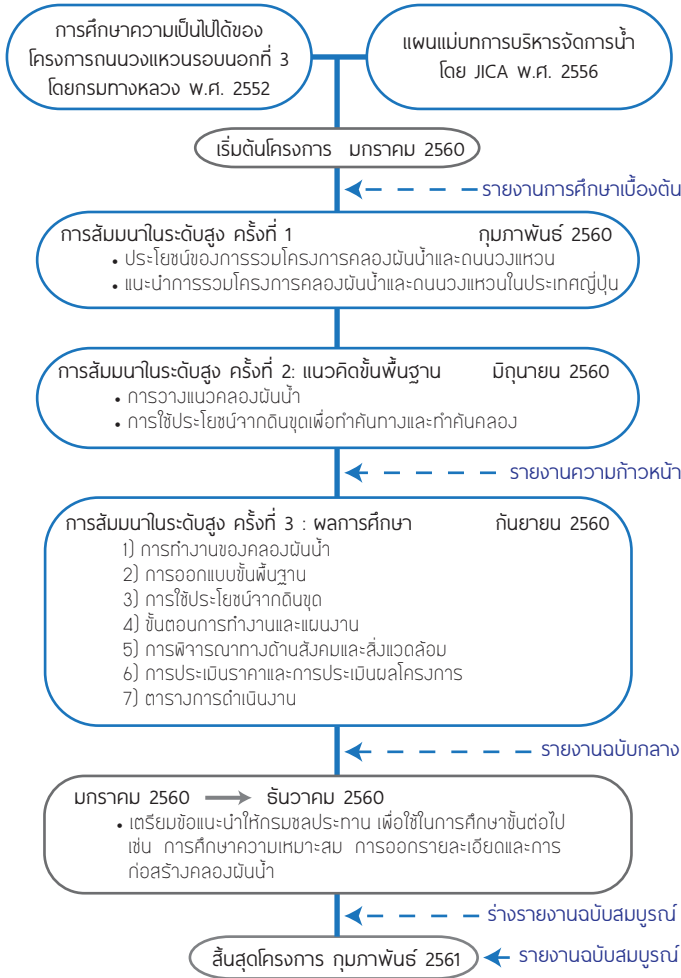 การศึกษาความเป็นไปได้ของ
โครงการถนนวงแหวนรอบนอกที่ 3
โดยกรมทางหลวง พ.ศ. 2552
แผนแม่บทการบริหารจัดการน้ำ
โดย JICA พ.ศ. 2556
เริ่มต้นโครงการ มกราคม 2560
รายงานการศึกษาเบื้องต้น
การสัมมนาในระดับสูง ครั้งที่ 1 กุมภาพันธ์ 2560
• ประโยชน์ของการรวมโครงการคลองผันน้ำและถนนวงแหวน
• แนะนำการรวมโครงการคลองผันน้ำและถนนวงแหวนในประเทศญี่ปุ่น
การสัมมนาในระดับสูง ครั้งที่ 2: แนวคิดขั้นพื้นฐาน มิถุนายน 2560
• การวางแนวคลองผันน้ำ
• การใช้ประโยชน์จากดินขุดเพื่อทำคันทางและทำคันคลอง
รายงานความก้าวหน้า
การสัมมนาในระดับสูง ครั้งที่ 3 : ผลการศึกษา กันยายน 2560
1) การทำงานของคลองผันน้ำ
2) การออกแบบขั้นพื้นฐาน
3) การใช้ประโยชน์จากดินขุด
4) ขั้นตอนการทำงานและแผนงาน
5) การพิจารณาทางด้านสังคมและสิ่งแวดล้อม
6) การประเมินราคาและการประเมินผลโครงการ
7) ตารางการดำเนินงาน
รายงานฉบับกลาง
มกราคม 2560 → ธันวาคม 2560
• เตรียมข้อแนะนำให้กรมชลประทาน เพื่อใช้ในการศึกษาขั้นต่อไป
เช่น การศึกษาความเหมาะสม การออกรายละเอียดและการ
ก่อสร้างคลองผันน้ำ
ร่างรายงานฉบับสมบูรณ์
สิ้นสุดโครงการ กุมภาพันธ์ 2561
รายงานฉบับสมบูรณ์